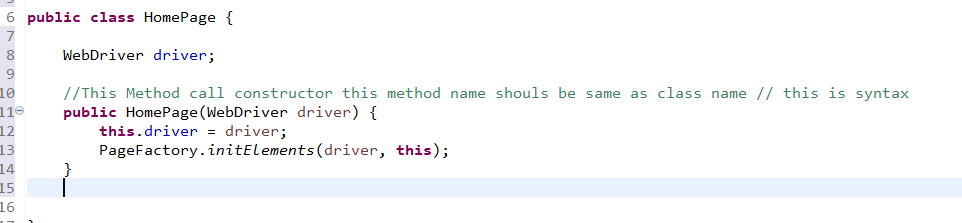 6 public class HomePage {
7
8 WebDriver driver;
9
10 //This Method call constructor this method name shouls be same as class name // this is syntax
11 public HomePage(WebDriver driver) {
12 this.driver = driver;
13 PageFactory.initElements(driver, this);
14 }
15
16